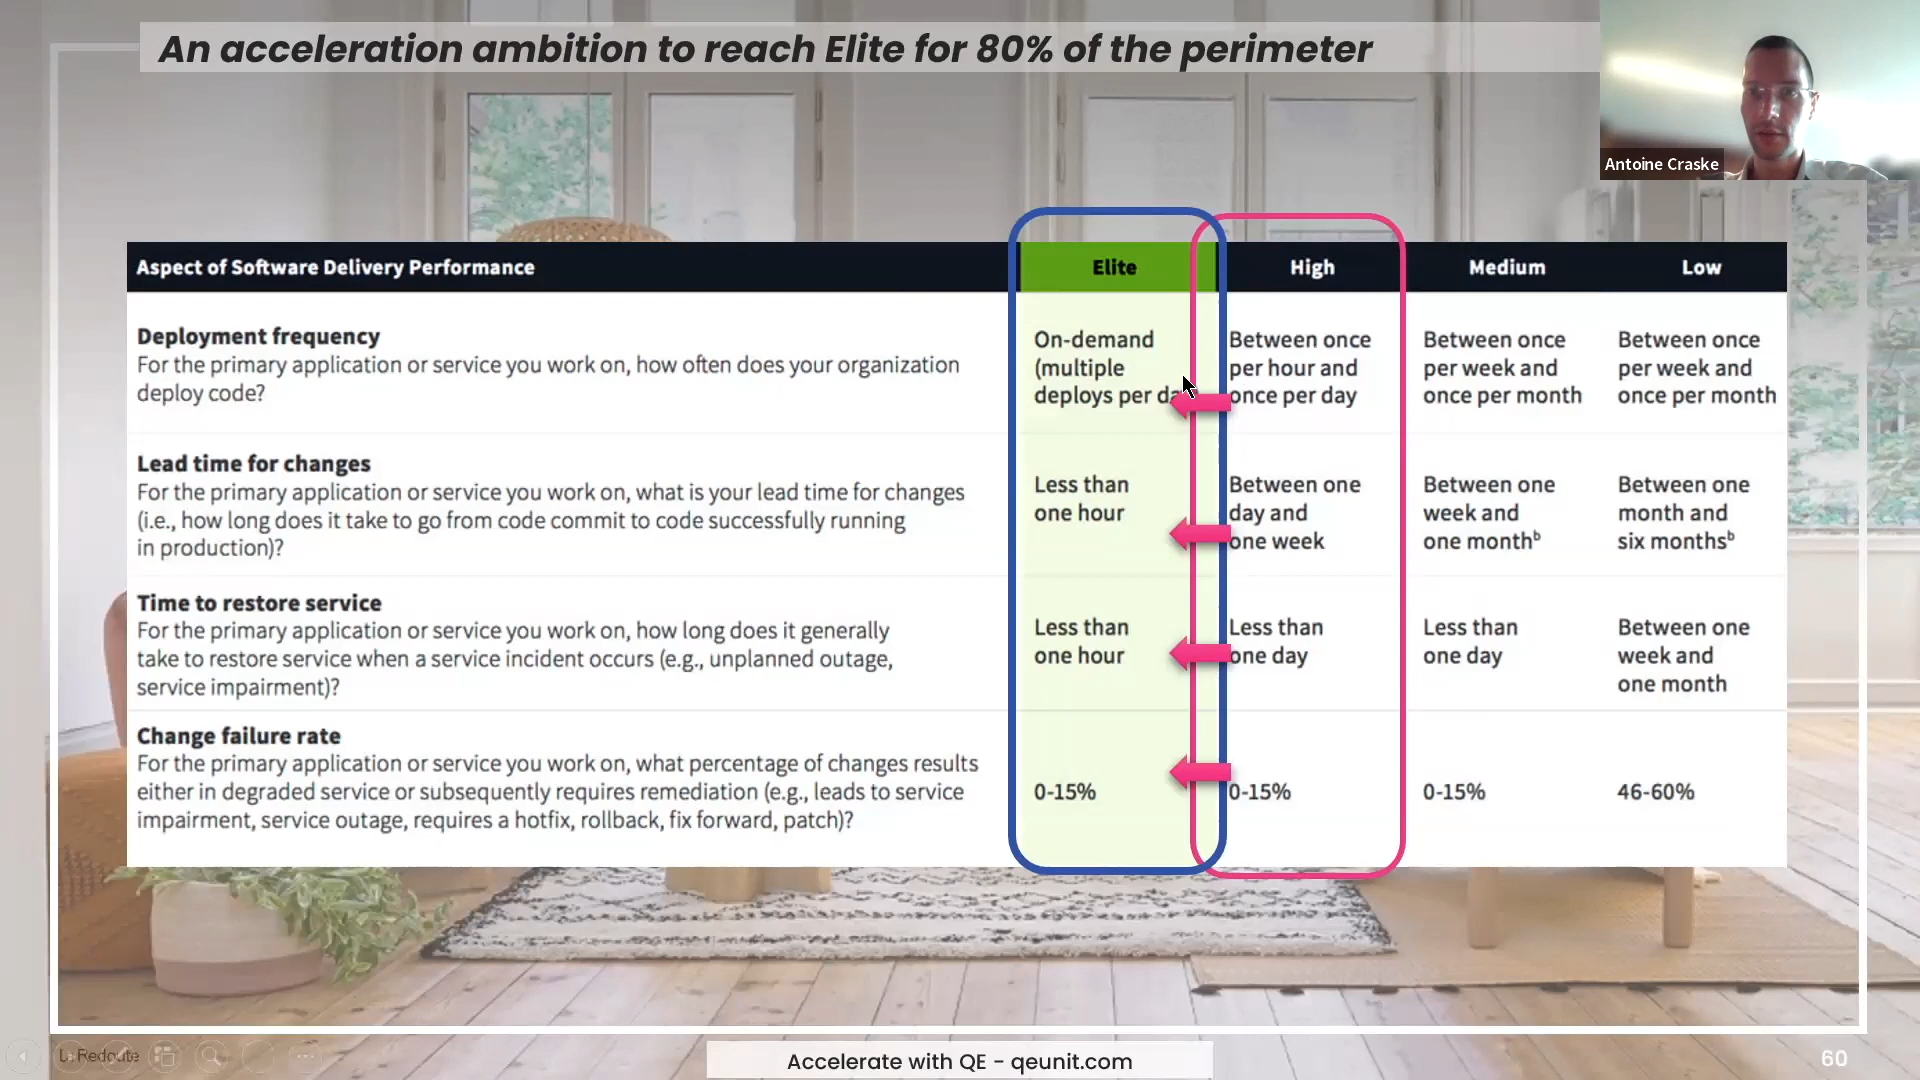 An acceleration ambition to reach Elite for 80% of the perimeter
Antoine Craske
Aspect of Software Delivery Performance
Elite
High
Medium
Low
Deployment frequency
For the primary application or service you work on, how often does your organization
deploy code?
On-demand
(multiple
deploys per
Between once
per hour and
once per day
Between once
per week and
once per month
Between once
per week and
once per month
Lead time for changes
For the primary application or service you work on, what is your lead time for changes
(i.e., how long does it take to go from code commit to code successfully running
in production)?
Less than
one hour
Between one
day and
one week
Between one
week and
one monthᵇ
Between one
month and
six monthsᵇ
Time to restore service
For the primary application or service you work on, how long does it generally
take to restore service when a service incident occurs (e.g., unplanned outage,
service impairment)?
Less than
one hour
Less than
one day
Less than
one day
Between one
week and
one month
Change failure rate
For the primary application or service you work on, what percentage of changes results
either in degraded service or subsequently requires remediation (e.g., leads to service
impairment, service outage, requires a hotfix, rollback, fix forward, patch)?
0-15%
0-15%
0-15%
46-60%
La Redoute
Accelerate with QE - qeunit.com
60